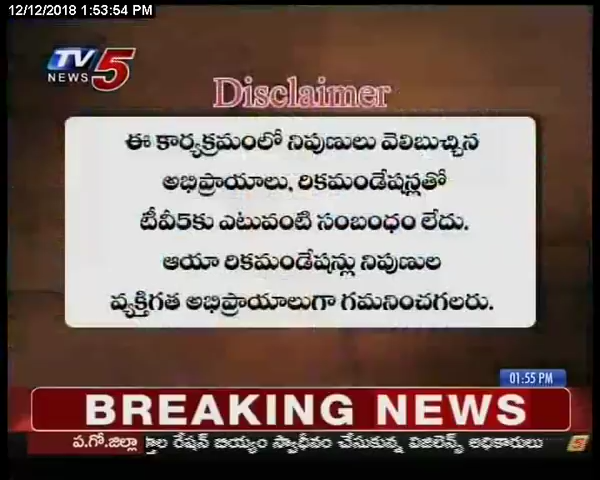 12/12/2018 1:53:54 PM
TV5
NEWS
Disclaimer
ఈ కార్యక్రమంలో నిపుణులు వెలిబుచ్చిన
అభిప్రాయాలు, రికమండేషన్లతో
టీవీ5కు ఎటువంటి సంబంధం లేదు.
ఆయా రికమండేషన్లు నిపుణుల
వ్యక్తిగత అభిప్రాయాలుగా గమనించగలరు.
01:55 PM
BREAKING NEWS
ప.గో.జిల్లా రేషన్ బియ్యం స్వాధీనం చేసుకున్న విజిలెన్స్ అధికారులు 5